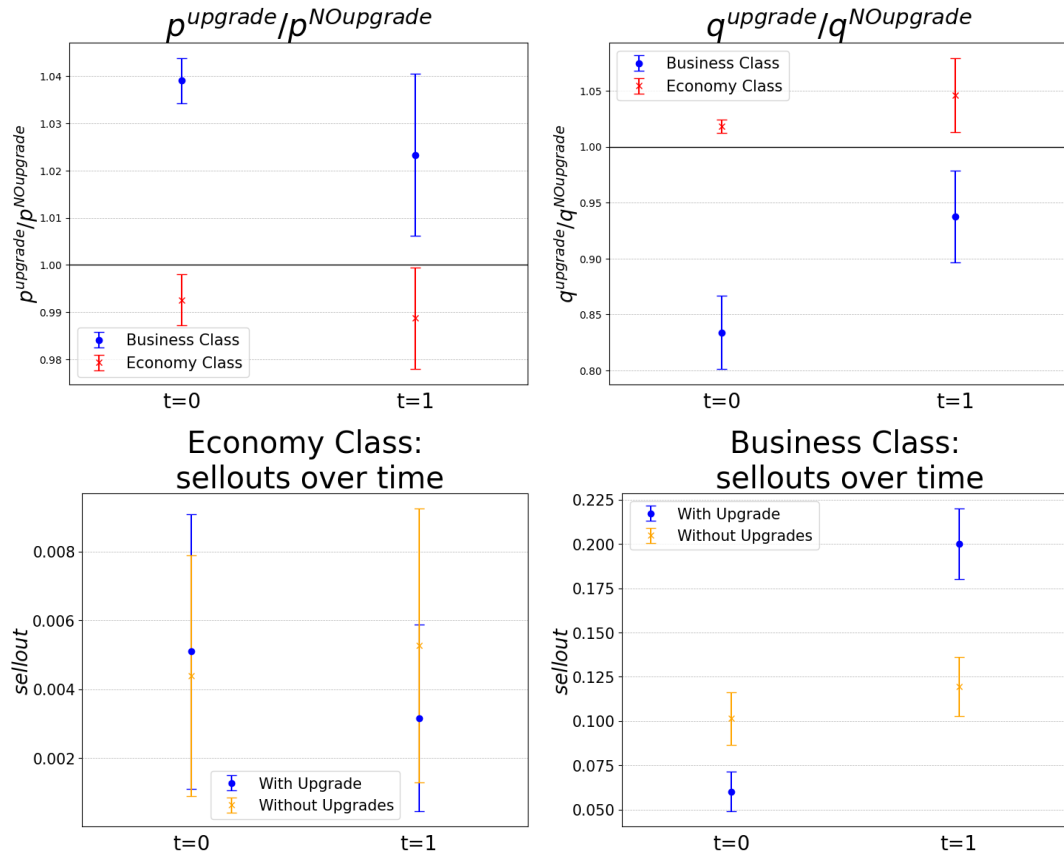 p^upgrade/p^NOupgrade
p^upgrade/p^NOupgrade
1.04
1.03
1.02
1.01
1.00
0.99
0.98
Business Class
Economy Class
t=0
t=1
q^upgrade/q^NOupgrade
q^upgrade/q^NOupgrade
Business Class
Economy Class
1.05
1.00
0.95
0.90
0.85
0.80
t=0
t=1
Economy Class:
sellouts over time
sellout
0.008
0.006
0.004
0.002
With Upgrade
Without Upgrades
t=0
t=1
Business Class:
sellouts over time
sellout
With Upgrade
Without Upgrades
0.225
0.200
0.175
0.150
0.125
0.100
0.075
0.050
t=0
t=1